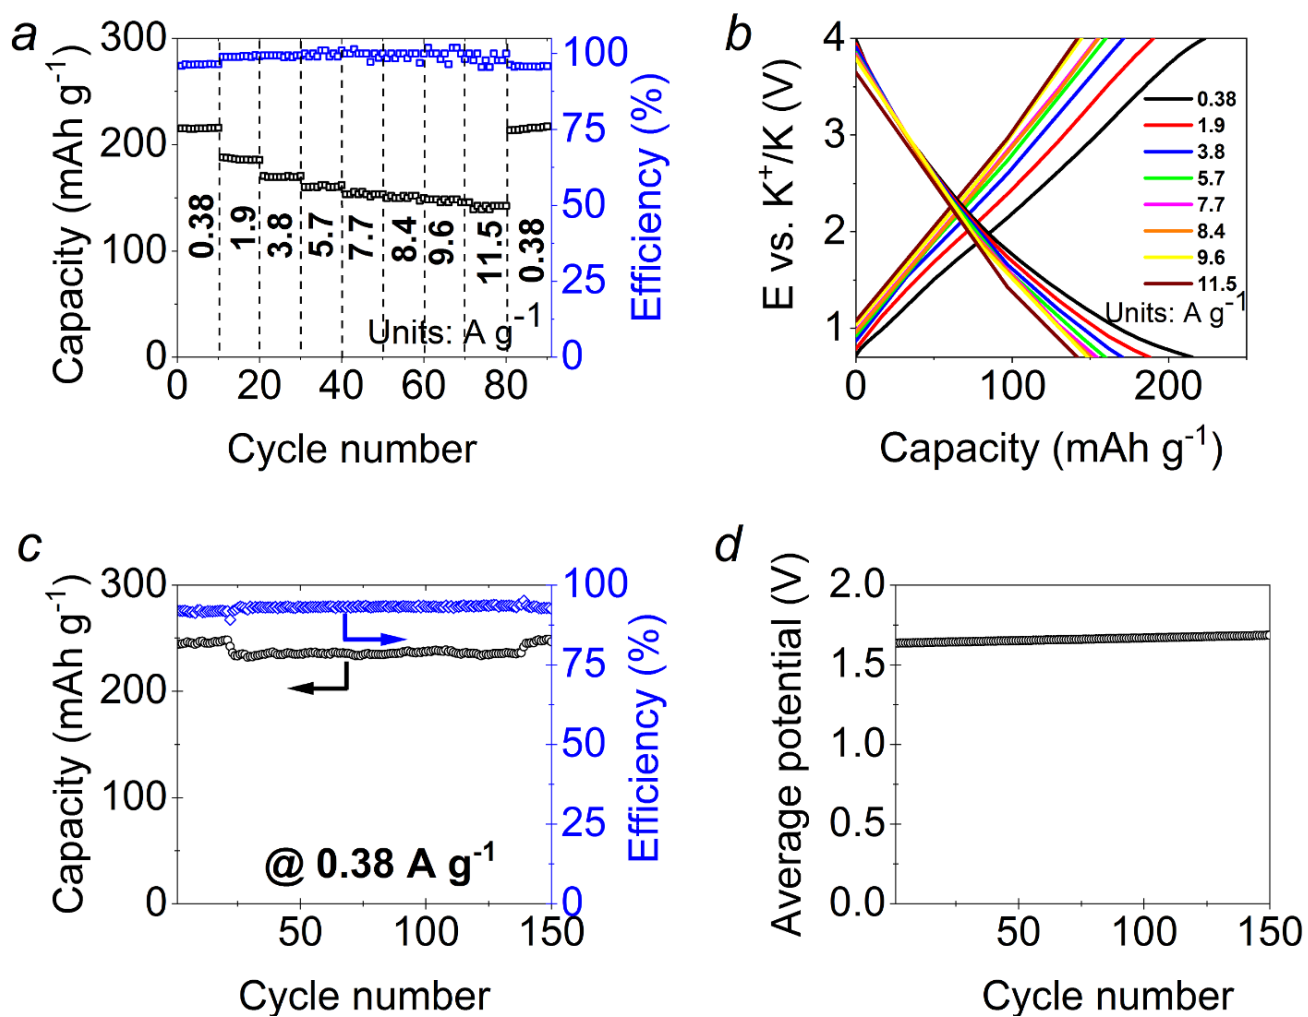 a
300
200
100
0
Capacity (mAh g⁻¹)
100
75
50
25
0
Efficiency (%)
0.38
1.9
3.8
5.7
7.7
8.4
9.6
11.5
0.38
Units: A g⁻¹
0 10 20 30 40 50 60 70 80
Cycle number
b
4
3
2
1
E vs. K⁺/K (V)
0.38
1.9
3.8
5.7
7.7
8.4
9.6
11.5
Units: A g⁻¹
0 100 200
Capacity (mAh g⁻¹)
c
300
200
100
0
Capacity (mAh g⁻¹)
100
75
50
25
0
Efficiency (%)
@ 0.38 A g⁻¹
50 100 150
Cycle number
d
2.0
1.5
1.0
0.5
0.0
Average potential (V)
50 100 150
Cycle number